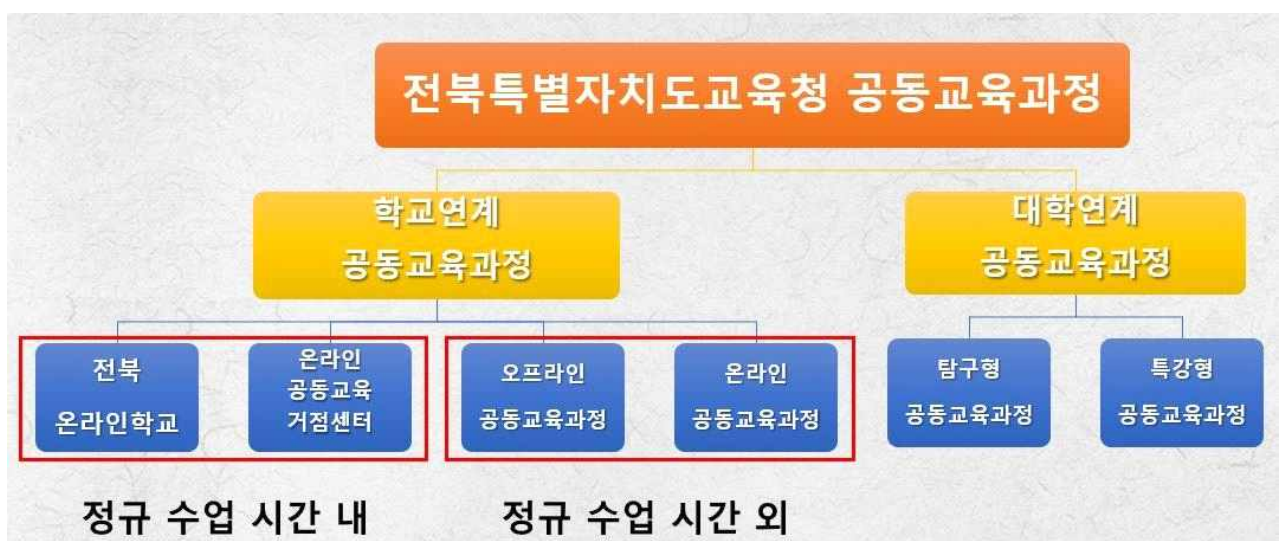 전북특별자치도교육청 공동교육과정
학교연계
공동교육과정
대학연계
공동교육과정
전북
온라인학교
온라인
공동교육
거점센터
오프라인
공동교육과정
온라인
공동교육과정
탐구형
공동교육과정
특강형
공동교육과정
정규 수업 시간 내
정규 수업 시간 외